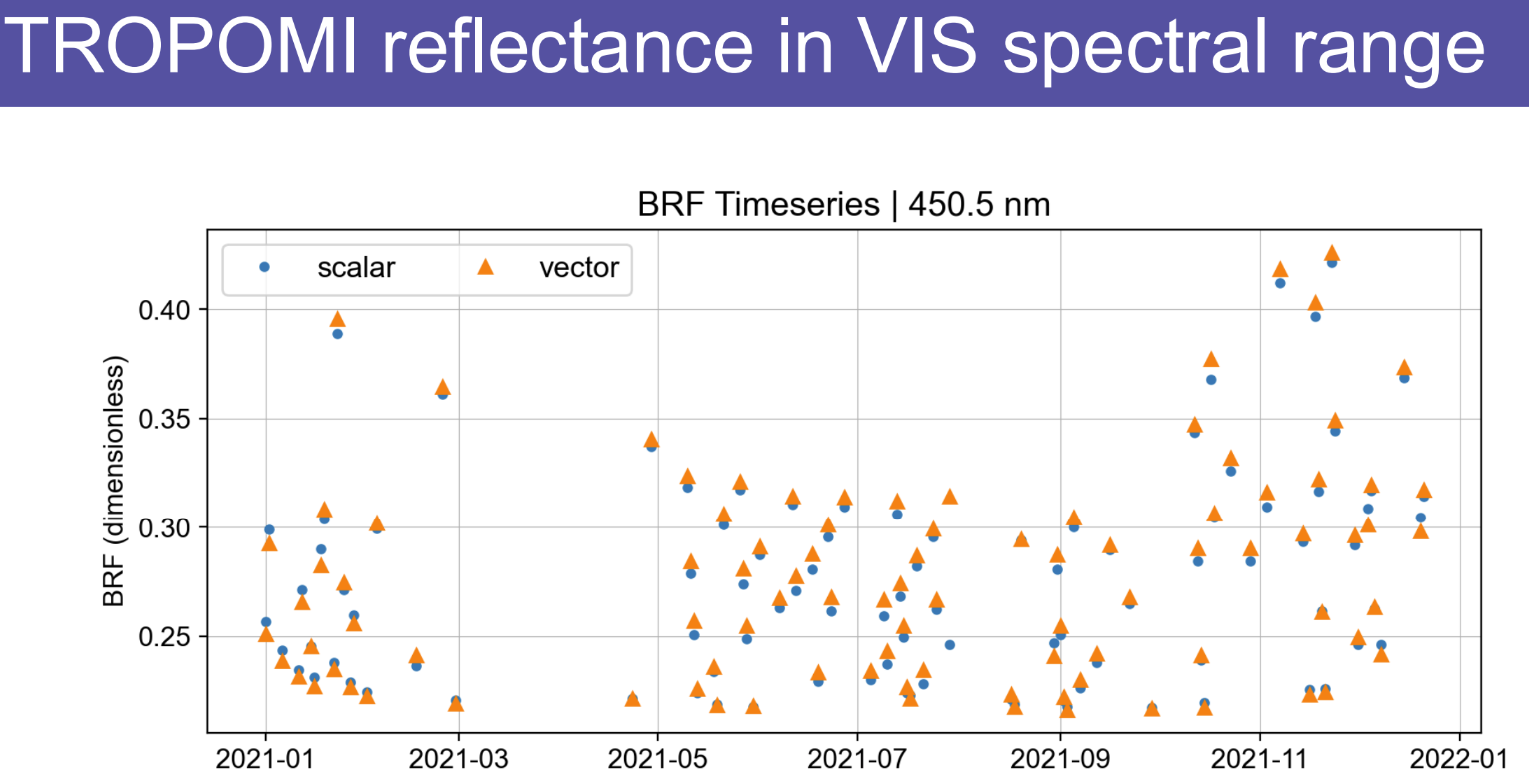 TROPOMI reflectance in VIS spectral range
BRF Timeseries | 450.5 nm
scalar vector
BRF (dimensionless)
0.40
0.35
0.30
0.25
2021-01 2021-03 2021-05 2021-07 2021-09 2021-11 2022-01